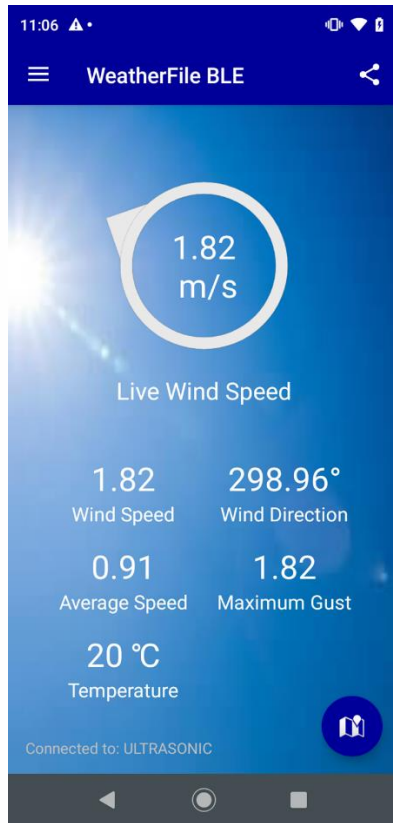 11:06
WeatherFile BLE
1.82
m/s
Live Wind Speed
1.82 298.96°
Wind Speed Wind Direction
0.91 1.82
Average Speed Maximum Gust
20 °C
Temperature
Connected to: ULTRASONIC